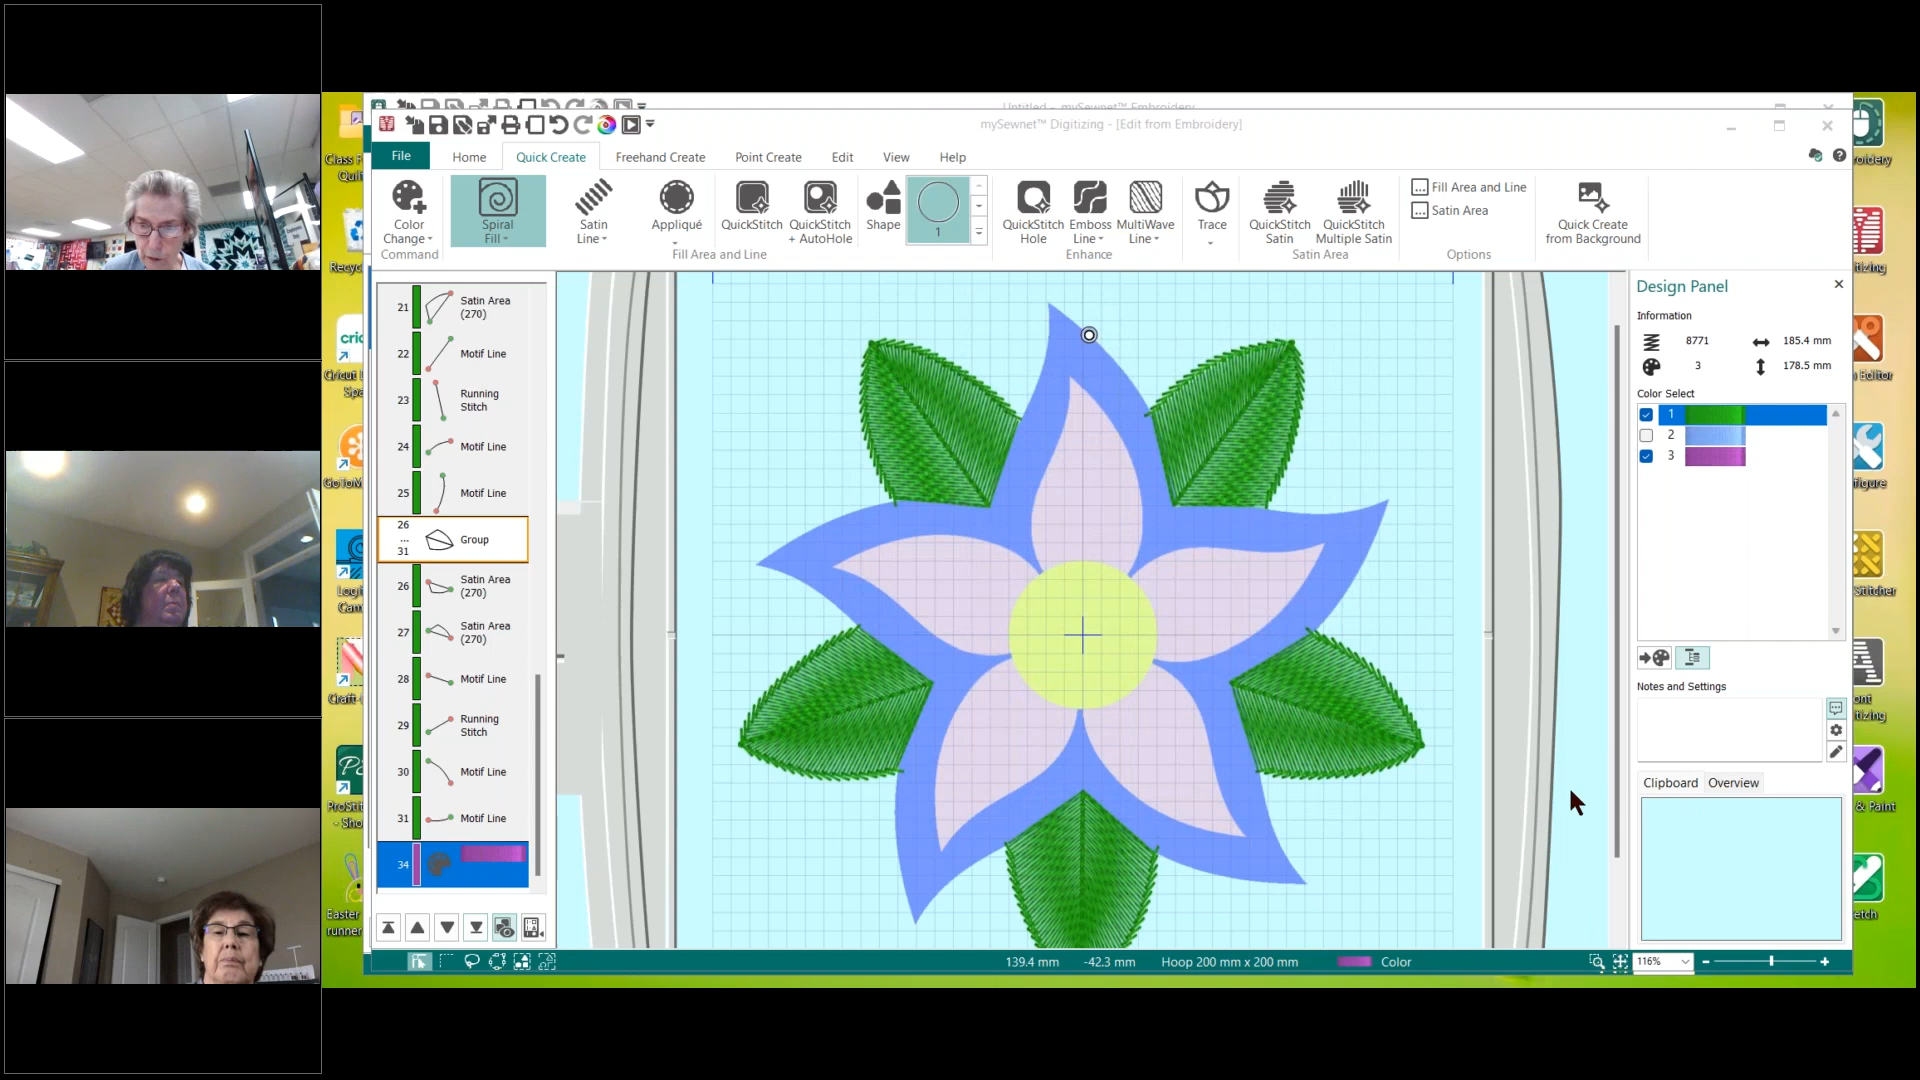 Untitled - mySewnet™ Embroidery
mySewnet™ Digitizing - [Edit from Embroidery]
File
Home
Quick Create
Freehand Create
Point Create
Edit
View
Help
Color
Change
Command
Spiral
Fill
Satin
Line
Appliqué
QuickStitch
QuickStitch
+ AutoHole
Shape
1
Fill Area and Line
QuickStitch
Hole
Emboss
Line
MultiWave
Line
Enhance
Trace
QuickStitch
Satin
QuickStitch
Multiple Satin
Satin Area
Fill Area and Line
Satin Area
Options
Quick Create
from Background
21
Satin Area
(270)
22
Motif Line
23
Running
Stitch
24
Motif Line
25
Motif Line
26
...
31
Group
26
Satin Area
(270)
27
Satin Area
(270)
28
Motif Line
29
Running
Stitch
30
Motif Line
31
Motif Line
34
Design Panel
Information
8771
185.4 mm
3
178.5 mm
Color Select
1
2
3
Notes and Settings
Clipboard
Overview
139.4 mm
-42.3 mm
Hoop 200 mm x 200 mm
Color
116%
Easter
runner